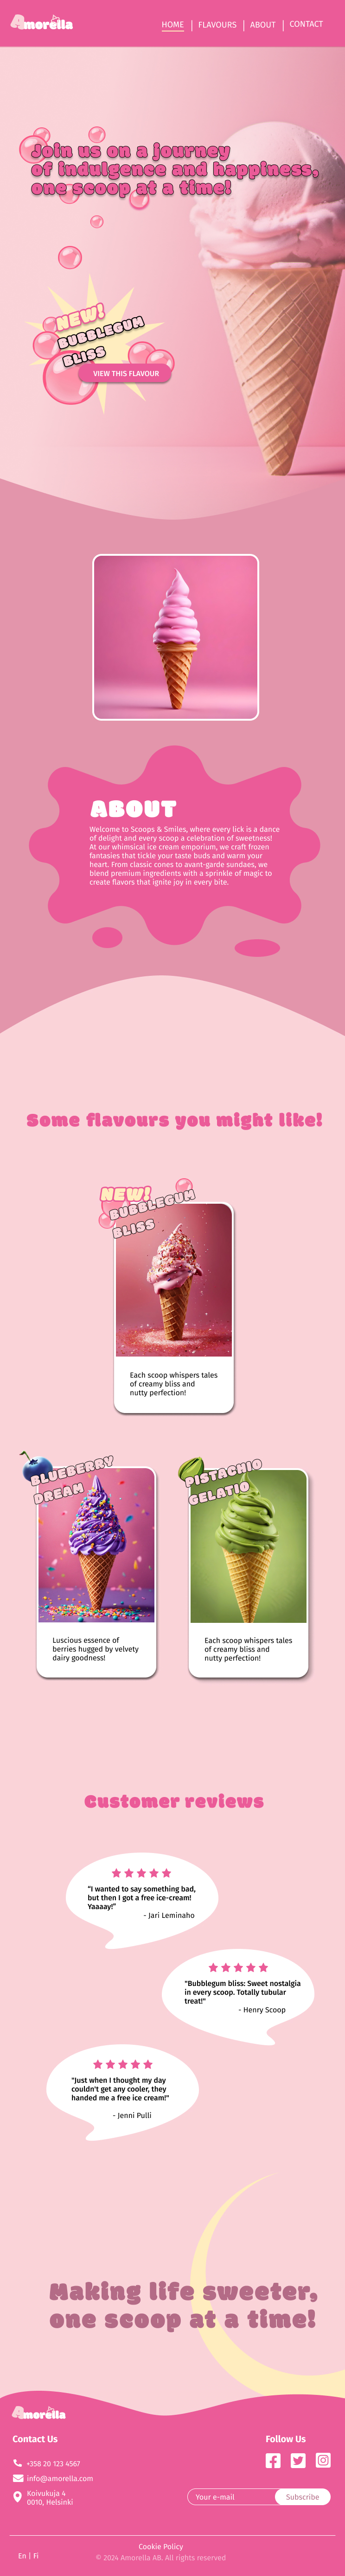 Amorella
HOME | FLAVOURS | ABOUT | CONTACT
Join us on a journey
of indulgence and happiness,
one scoop at a time!
NEW!
BUBBLEGUM
BLISS
VIEW THIS FLAVOUR
ABOUT
Welcome to Scoops & Smiles, where every lick is a dance
of delight and every scoop a celebration of sweetness!
At our whimsical ice cream emporium, we craft frozen
fantasies that tickle your taste buds and warm your
heart. From classic cones to avant-garde sundaes, we
blend premium ingredients with a sprinkle of magic to
create flavors that ignite joy in every bite.
Some flavours you might like!
NEW!
BUBBLEGUM
BLISS
Each scoop whispers tales
of creamy bliss and
nutty perfection!
BLUEBERRY
DREAM
Luscious essence of
berries hugged by velvety
dairy goodness!
PISTACHIO
GELATIO
Each scoop whispers tales
of creamy bliss and
nutty perfection!
Customer reviews
"I wanted to say something bad,
but then I got a free ice-cream!
Yaaaay!"
- Jari Leminaho
"Bubblegum bliss: Sweet nostalgia
in every scoop. Totally tubular
treat!"
- Henry Scoop
"Just when I thought my day
couldn't get any cooler, they
handed me a free ice cream!"
- Jenni Pulli
Making life sweeter,
one scoop at a time!
Amorella
Contact Us
+358 20 123 4567
info@amorella.com
Koivukuja 4
0010, Helsinki
Follow Us
Your e-mail
Subscribe
En | Fi
Cookie Policy
© 2024 Amorella AB. All rights reserved